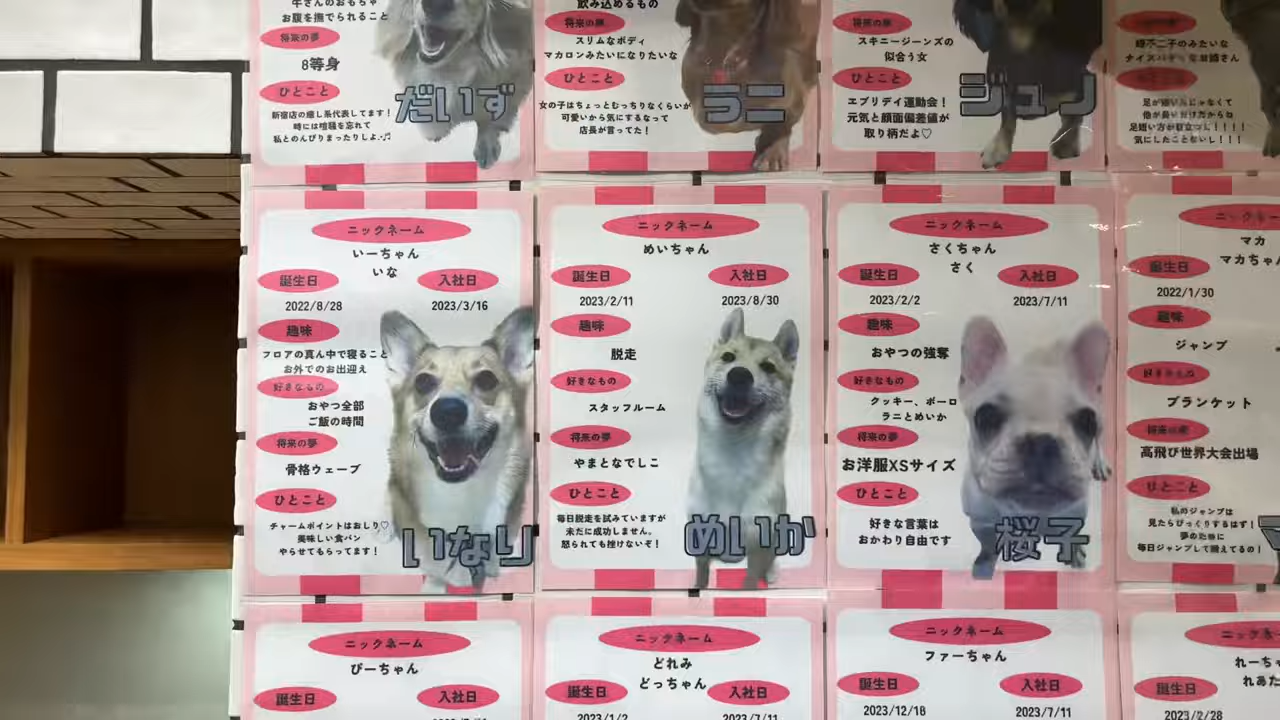 牛さんのおもちゃ
お腹を撫でられること
将来の夢
8等身
ひとこと
新宿店の癒し系代表してます!
時には喧騒を忘れて
私とのんびりまったりしよ♪
だいず
飲み込めるもの
将来の夢
スリムなボディ
マカロンみたいになりたいな
ひとこと
女の子はちょっとむっちりなくらいが
可愛いから気にするなって
店長が言ってた!
ラニ
将来の夢
スキニージーンズの
似合う女
ひとこと
エブリデイ運動会!
元気と顔面偏差値が
取り柄だよ♡
ジュノ
将来の夢
ひとこと
気にしたことないし!!!
ニックネーム
いーちゃん
いな
誕生日
入社日
2022/8/28
2023/3/16
趣味
フロアの真ん中で寝ること
お外でのお出迎え
好きなもの
おやつ全部
ご飯の時間
将来の夢
骨格ウェーブ
ひとこと
チャームポイントはおしり♡
美味しい食パン
やらせてもらってます!
いなり
ニックネーム
めいちゃん
誕生日
入社日
2023/2/11
2023/8/30
趣味
脱走
好きなもの
スタッフルーム
将来の夢
やまとなでしこ
ひとこと
毎日脱走を試みていますが
未だに成功しません。
怒られても挫けないぞ!
めいか
ニックネーム
さくちゃん
さく
誕生日
入社日
2023/2/2
2023/7/11
趣味
おやつの強奪
好きなもの
クッキー、ボーロ
ラニとめいか
将来の夢
お洋服XSサイズ
ひとこと
好きな言葉は
おかわり自由です
桜子
ニックネーム
マカ
マカちゃん
誕生日
2022/1/30
趣味
ジャンプ
好きなもの
ブランケット
将来の夢
高飛び世界大会出場
ひとこと
私のジャンプは
見たらびっくりするはず!
夢のために
毎日ジャンプして鍛えてるの!
ニックネーム
ぴーちゃん
誕生日
入社日
ニックネーム
どれみ
どっちゃん
誕生日
入社日
2023/1/2
2023/7/11
ニックネーム
ファーちゃん
誕生日
入社日
2023/12/18
2023/7/11
ニックネーム
れーちゃ
れあた
誕生日
2023/2/28